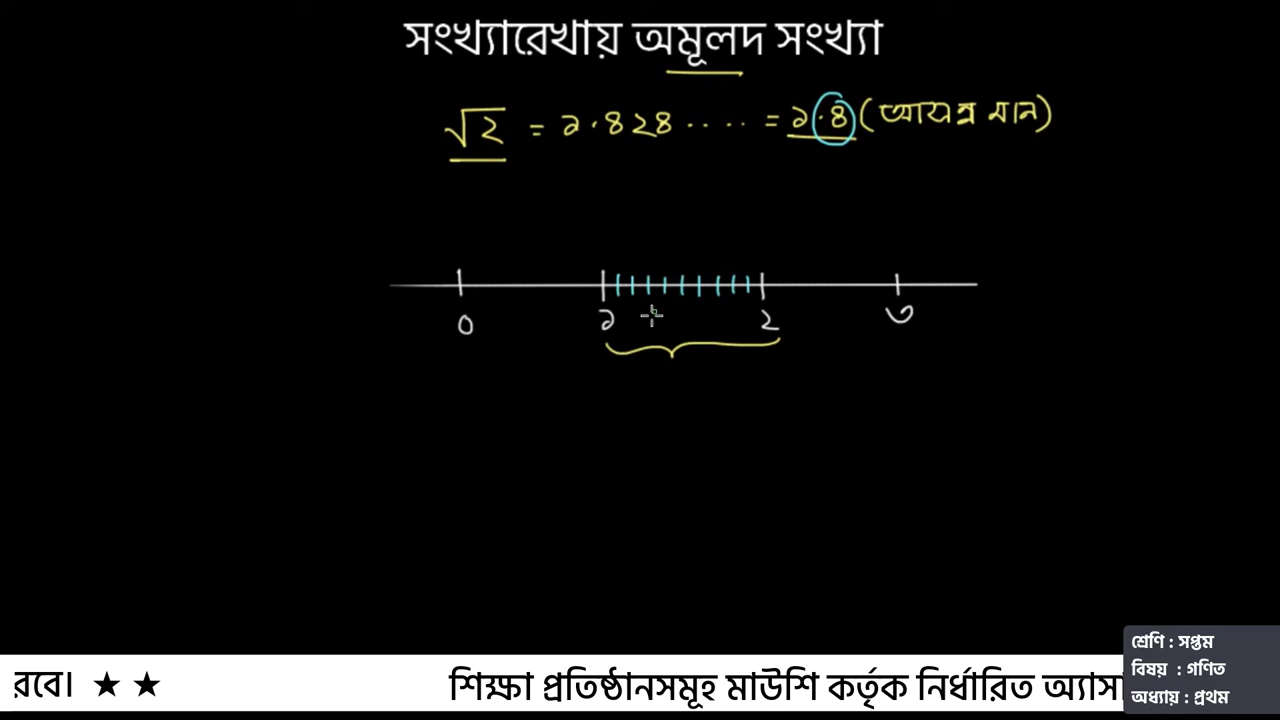 সংখ্যারেখায় অমূলদ সংখ্যা
√২ = ১.৪১৪.... = ১.৪ (আসন্ন মান)
০ ১ ২ ৩
শ্রেণি : সপ্তম
বিষয় : গণিত
অধ্যায় : প্রথম
রবে। ★ ★ শিক্ষা প্রতিষ্ঠানসমূহ মাউশি কর্তৃক নির্ধারিত অ্যাসা